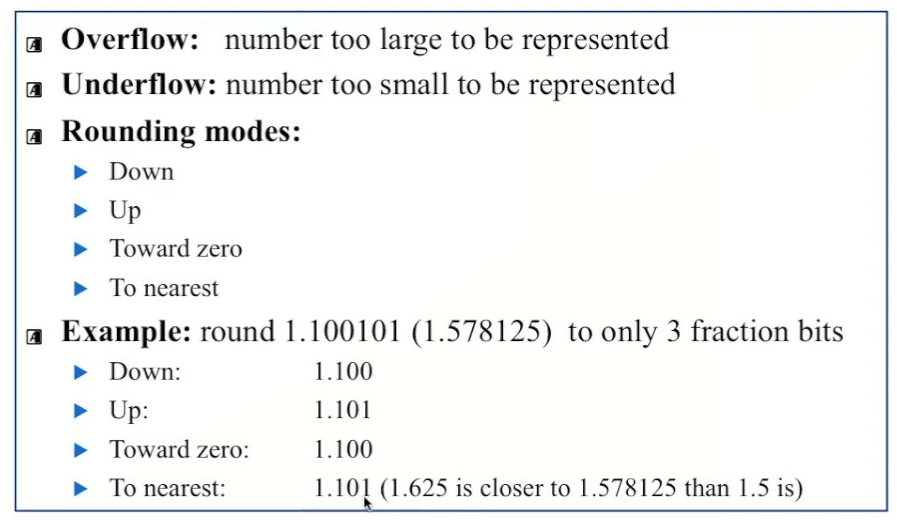 Overflow: number too large to be represented
Underflow: number too small to be represented
Rounding modes:
Down
Up
Toward zero
To nearest
Example: round 1.100101 (1.578125) to only 3 fraction bits
Down: 1.100
Up: 1.101
Toward zero: 1.100
To nearest: 1.101 (1.625 is closer to 1.578125 than 1.5 is)